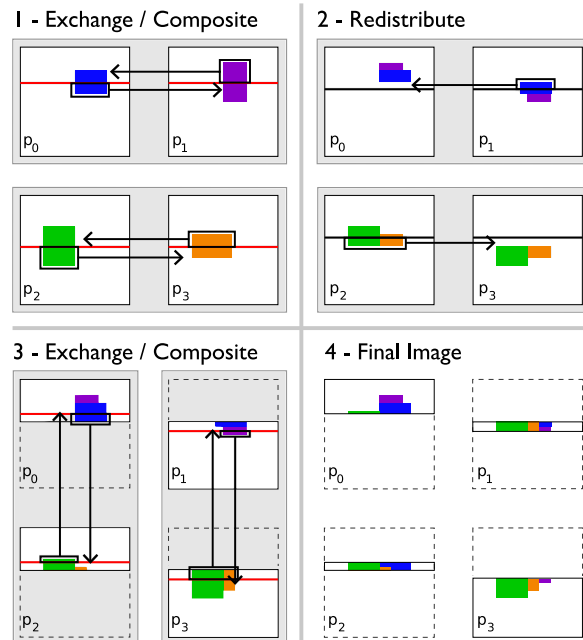 1 - Exchange / Composite
2 - Redistribute
p0
p1
p0
p1
p2
p3
p2
p3
3 - Exchange / Composite
4 - Final Image
p0
p1
p0
p1
p2
p3
p2
p3